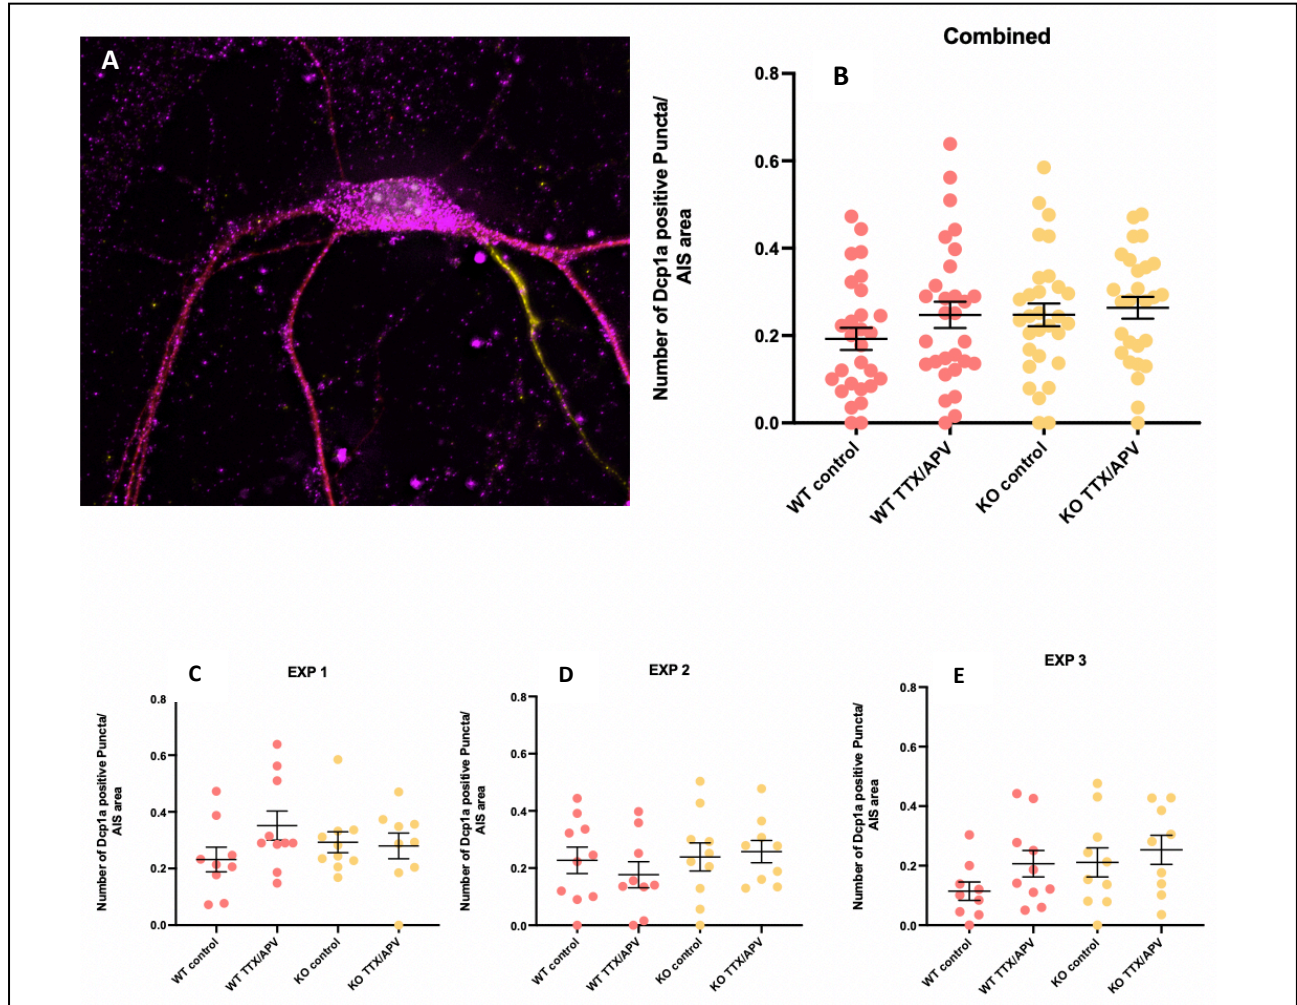 A
Combined
B
Number of Dcp1a positive Puncta/
AIS area
0.8
0.6
0.4
0.2
0.0
WT control
WT TTX/APV
KO control
KO TTX/APV
C
EXP 1
Number of Dcp1a positive Puncta/
AIS area
0.8
0.6
0.4
0.2
0.0
WT control
WT TTX/APV
KO control
KO TTX/APV
D
EXP 2
Number of Dcp1a positive Puncta/
AIS area
0.8
0.6
0.4
0.2
0.0
WT control
WT TTX/APV
KO control
KO TTX/APV
E
EXP 3
Number of Dcp1a positive Puncta/
AIS area
0.8
0.6
0.4
0.2
0.0
WT control
WT TTX/APV
KO control
KO TTX/APV